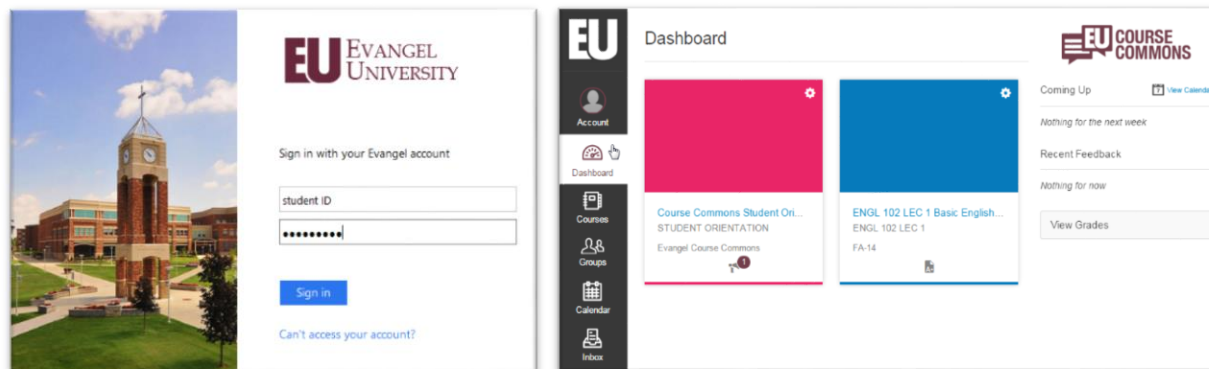 EU EVANGEL
UNIVERSITY
Sign in with your Evangel account
student ID
Sign in
Can't access your account?
EU
Account
Dashboard
Courses
Groups
Calendar
Inbox
Dashboard
Course Commons Student Ori...
STUDENT ORIENTATION
Evangel Course Commons
1
ENGL 102 LEC 1 Basic English...
ENGL 102 LEC 1
FA-14
EU COURSE
COMMONS
Coming Up
7 View Calenda
Nothing for the next week
Recent Feedback
Nothing for now
View Grades